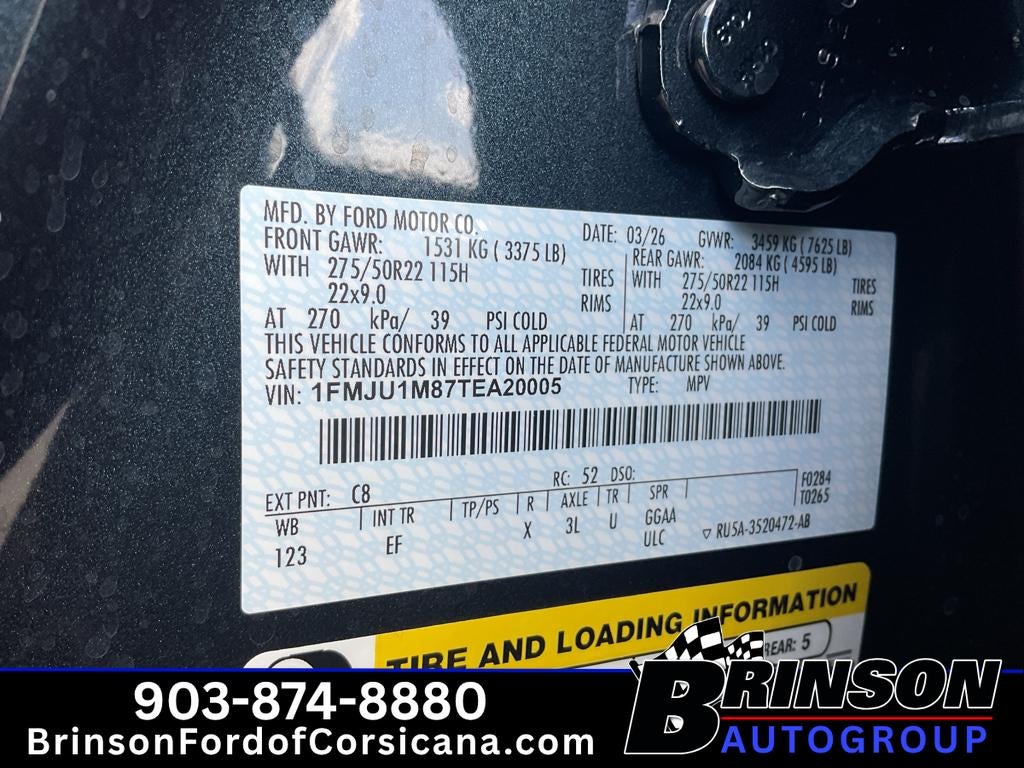 MFD. BY FORD MOTOR CO.
DATE: 03/26 GVWR: 3459 KG ( 7625 LB)
FRONT GAWR: 1531 KG ( 3375 LB)
WITH 275/50R22 115H TIRES
22x9.0 RIMS
AT 270 kPa/ 39 PSI COLD
REAR GAWR: 2084 KG ( 4595 LB)
WITH 275/50R22 115H TIRES
22x9.0 RIMS
AT 270 kPa/ 39 PSI COLD
THIS VEHICLE CONFORMS TO ALL APPLICABLE FEDERAL MOTOR VEHICLE
SAFETY STANDARDS IN EFFECT ON THE DATE OF MANUFACTURE SHOWN ABOVE.
VIN: 1FMJU1M87TEA20005 TYPE: MPV
EXT PNT: C8 RC: 52 DSO: F0284
T0265
WB INT TR TP/PS R AXLE TR SPR
123 EF X 3L U GGAA
ULC ▽ RU5A-3520472-AB
TIRE AND LOADING INFORMATION
REAR: 5
903-874-8880
BrinsonFordofCorsicana.com
BRINSON
AUTOGROUP